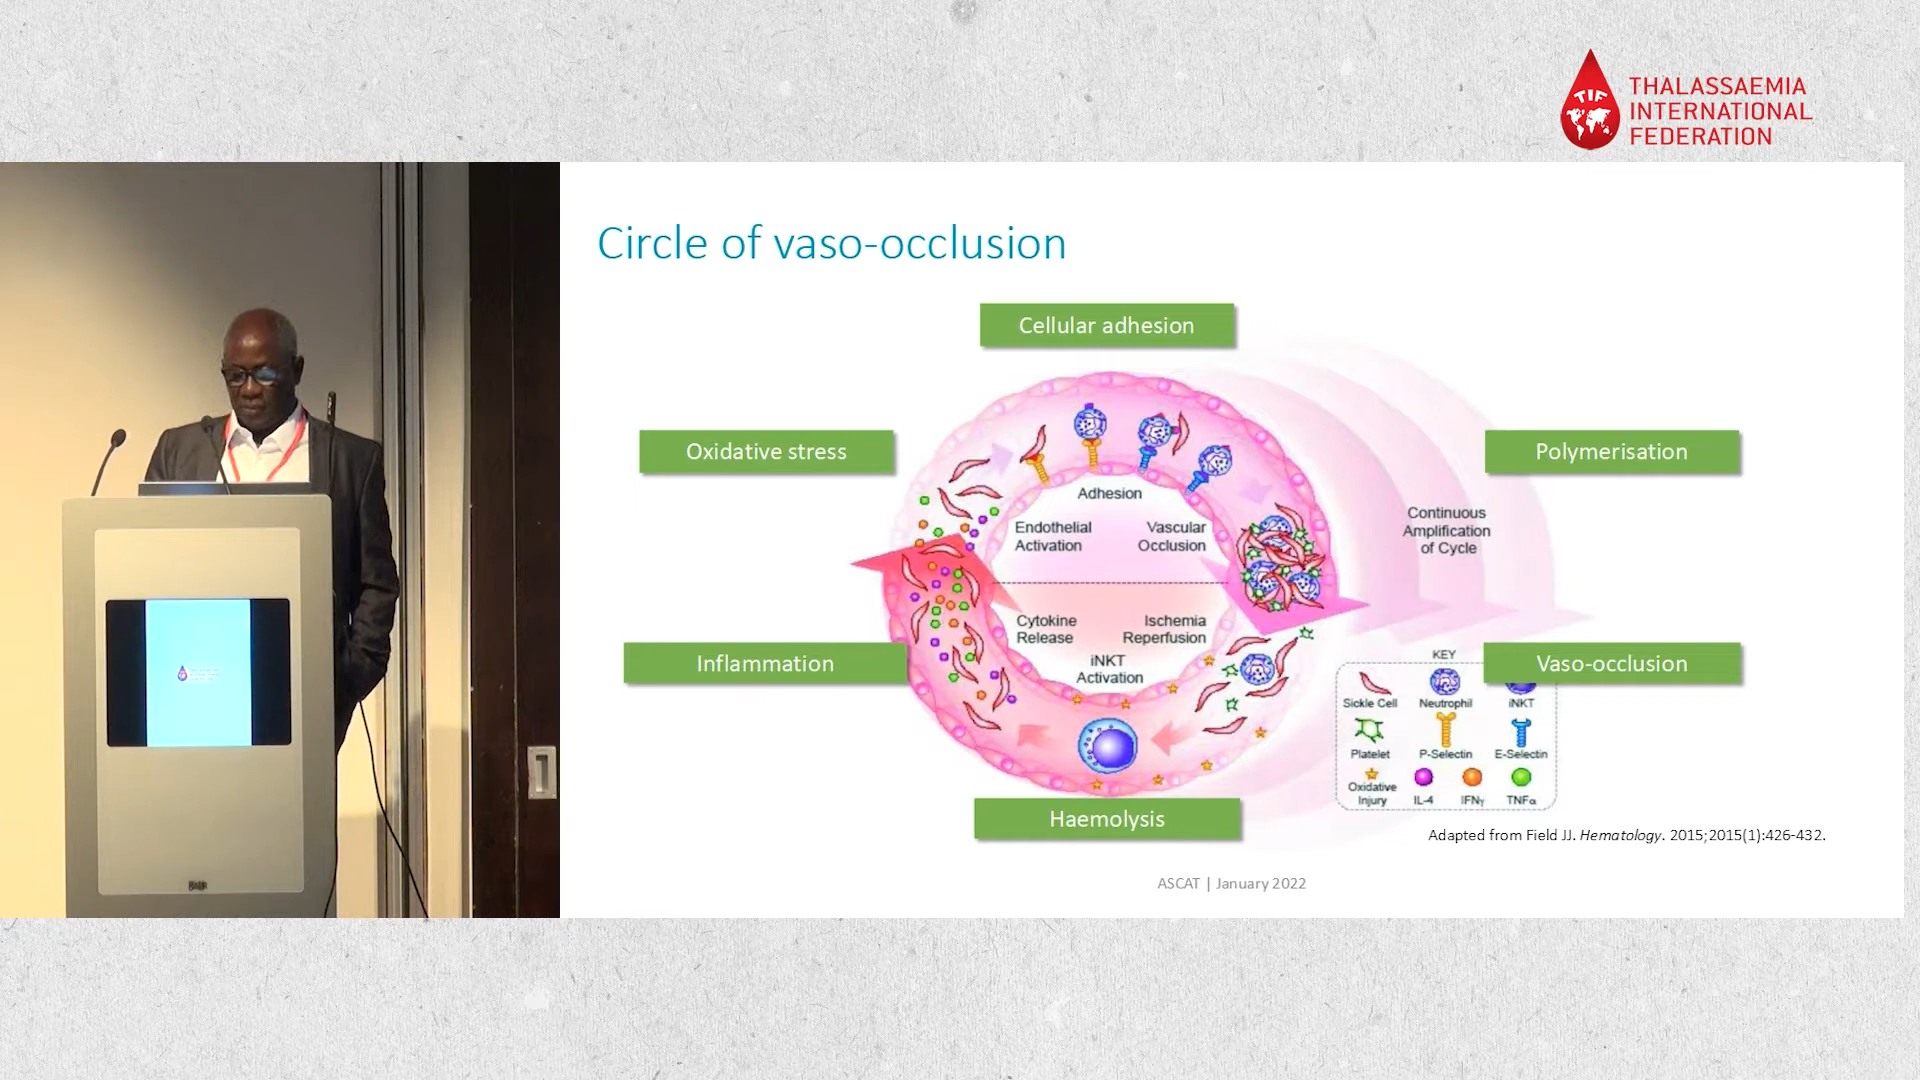 TIF
THALASSAEMIA
INTERNATIONAL
FEDERATION
Circle of vaso-occlusion
Cellular adhesion
Oxidative stress
Polymerisation
Adhesion
Endothelial
Activation
Vascular
Occlusion
Continuous
Amplification
of Cycle
Cytokine
Release
Ischemia
Reperfusion
iNKT
Activation
Inflammation
Vaso-occlusion
KEY
Sickle Cell
Neutrophil
iNKT
Platelet
P-Selectin
E-Selectin
Oxidative
Injury
IL-4
IFNγ
TNFα
Haemolysis
Adapted from Field JJ. Hematology. 2015;2015(1):426-432.
ASCAT | January 2022